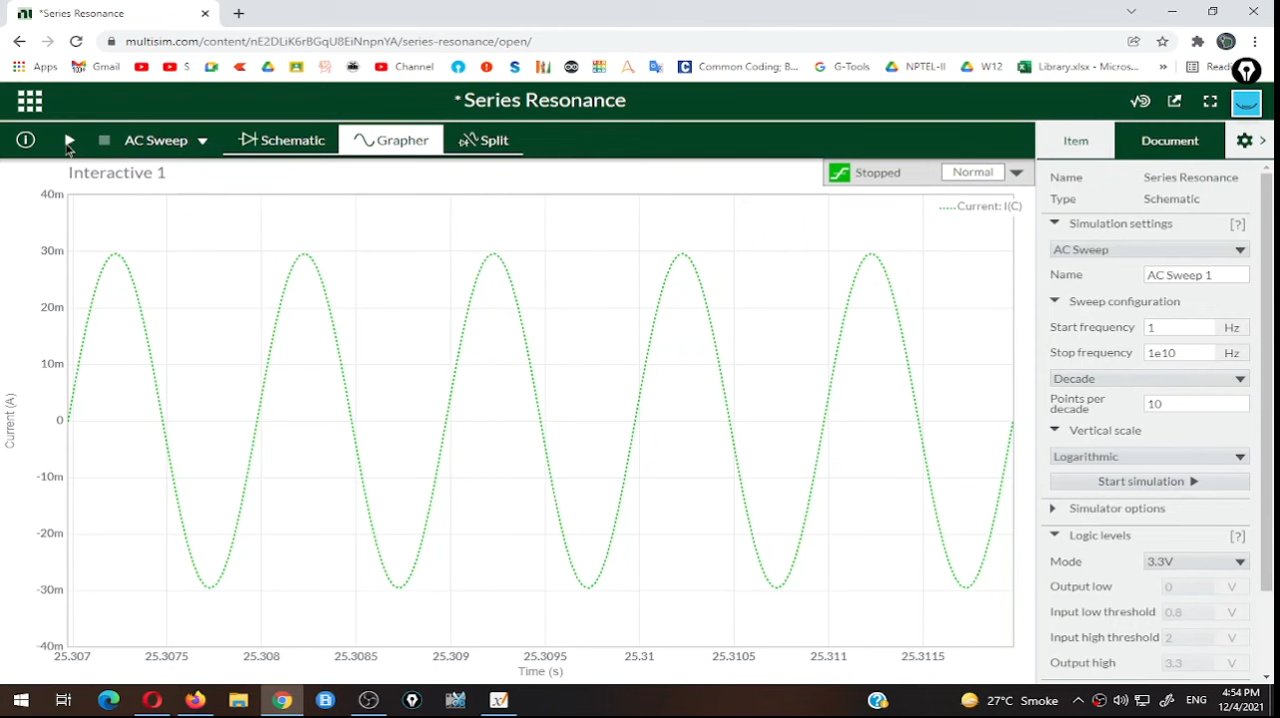 *Series Resonance
multisim.com/content/nE2DLiK6rBGqU8EiNnpnYA/series-resonance/open/
Apps
Gmail
S
Channel
S
Common Coding; B...
G-Tools
NPTEL-II
W12
Library.xlsx - Micros...
»
Readi
*Series Resonance
AC Sweep
Schematic
Grapher
Split
Item
Document
Interactive 1
Stopped
Normal
Current: I(C)
40m
30m
20m
10m
0
-10m
-20m
-30m
-40m
Current (A)
25.307
25.3075
25.308
25.3085
25.309
25.3095
25.31
25.3105
25.311
25.3115
Time (s)
Name Series Resonance
Type Schematic
Simulation settings [?]
AC Sweep
Name AC Sweep 1
Sweep configuration
Start frequency 1 Hz
Stop frequency 1e10 Hz
Decade
Points per
decade 10
Vertical scale
Logarithmic
Start simulation
Simulator options
Logic levels [?]
Mode 3.3V
Output low 0 V
Input low threshold 0.8 V
Input high threshold 2 V
Output high 3.3 V
27°C Smoke
ENG
4:54 PM
12/4/2021